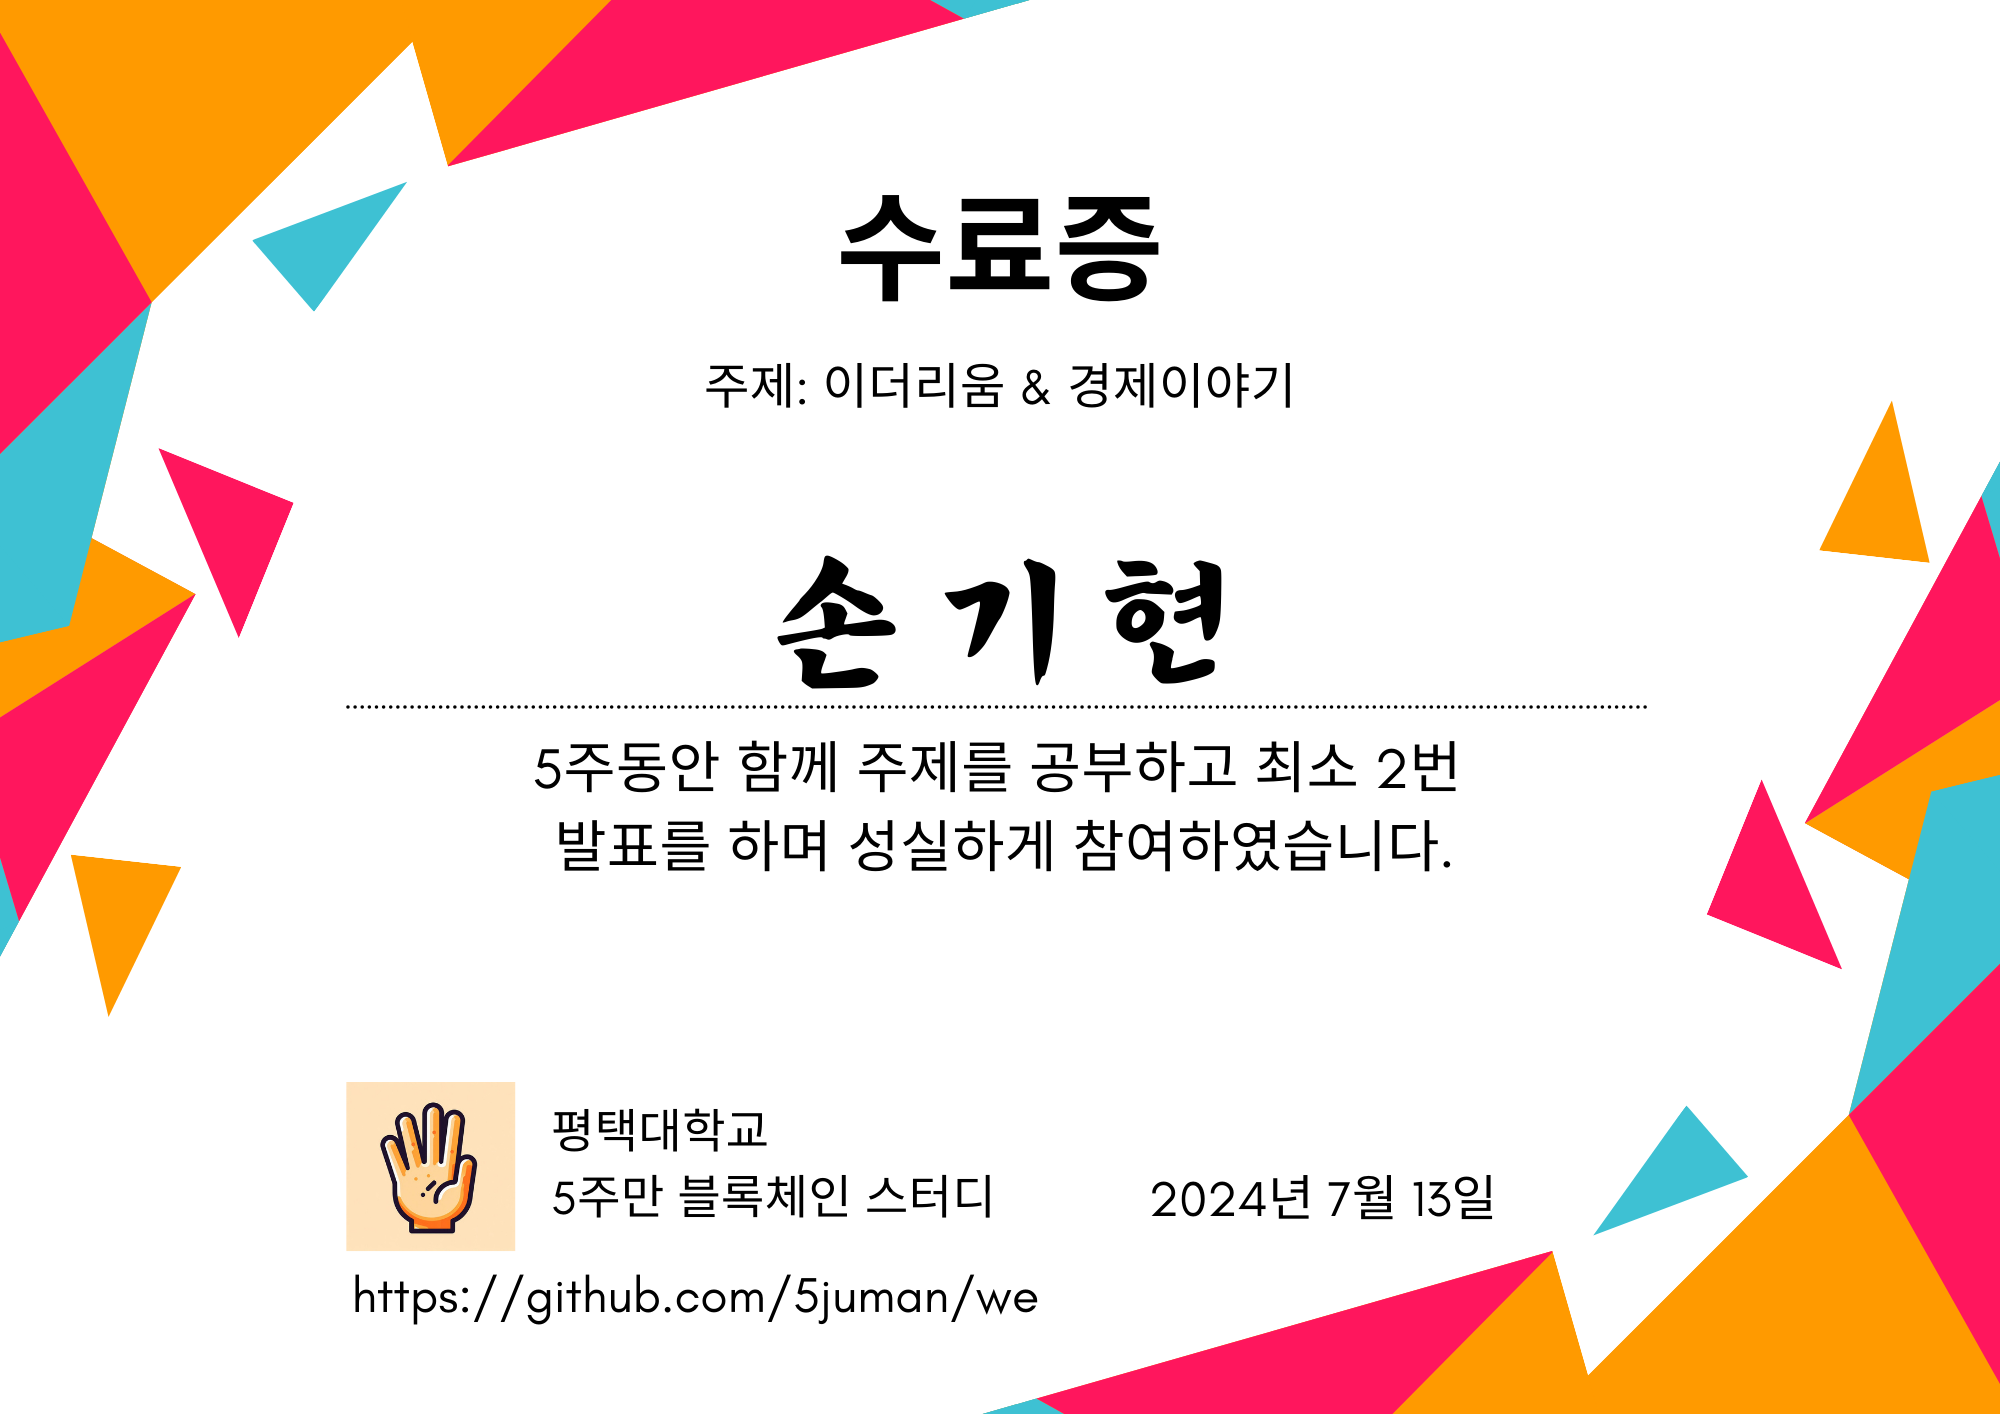 수료증
주제: 이더리움 & 경제이야기
손기현
5주동안 함께 주제를 공부하고 최소 2번
발표를 하며 성실하게 참여하였습니다.
평택대학교
5주만 블록체인 스터디
2024년 7월 13일
https://github.com/5juman/we